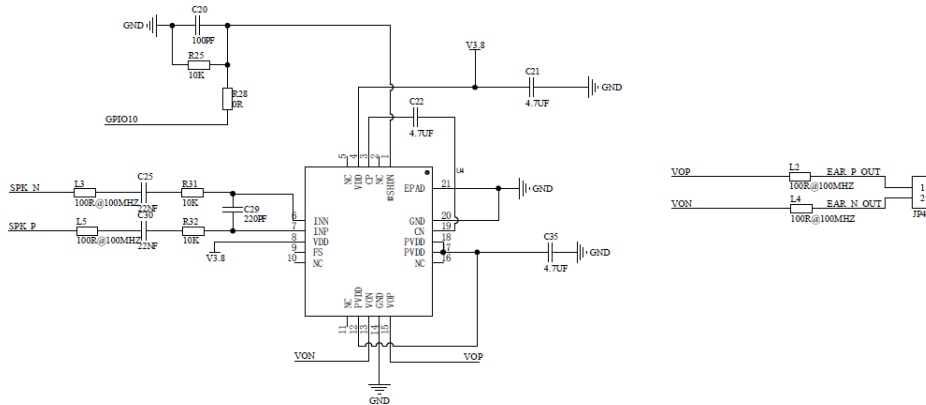 C20
GND
100PF
R25
10K
R28
0R
GPIO10
V3.8
C21
GND
4.7UF
C22
4.7UF
5 4 3 2 1
NC VDD CP NC #SHDN
U4
EPAD 21
GND
GND 20
CN 19
PVDD 18
PVDD 17
NC 16
6 INN
7 INP
8 VDD
9 FS
10 NC
NC PVDD VON GND VOP
11 12 13 14 15
SPK_N
L3
100R@100MHZ
C25
22NF
R31
10K
C29
220PF
SPK_P
L5
100R@100MHZ
C30
22NF
R32
10K
V3.8
C35
GND
4.7UF
VON
VOP
GND
VOP
L2
EAR_P_OUT
100R@100MHZ
1
VON
L4
EAR_N_OUT
2
100R@100MHZ
JP4